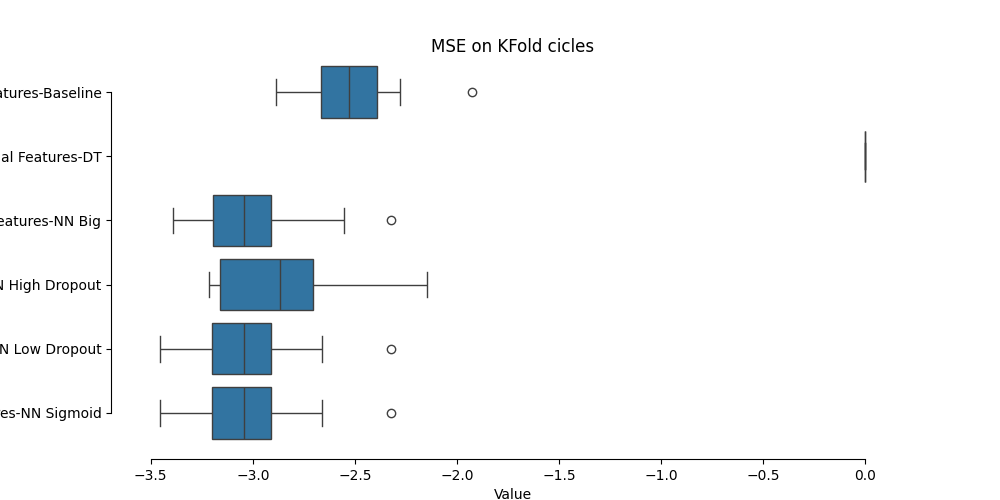 MSE on KFold cicles
atures-Baseline
al Features-DT
eatures-NN Big
High Dropout
N Low Dropout
es-NN Sigmoid
−3.5 −3.0 −2.5 −2.0 −1.5 −1.0 −0.5 0.0
Value